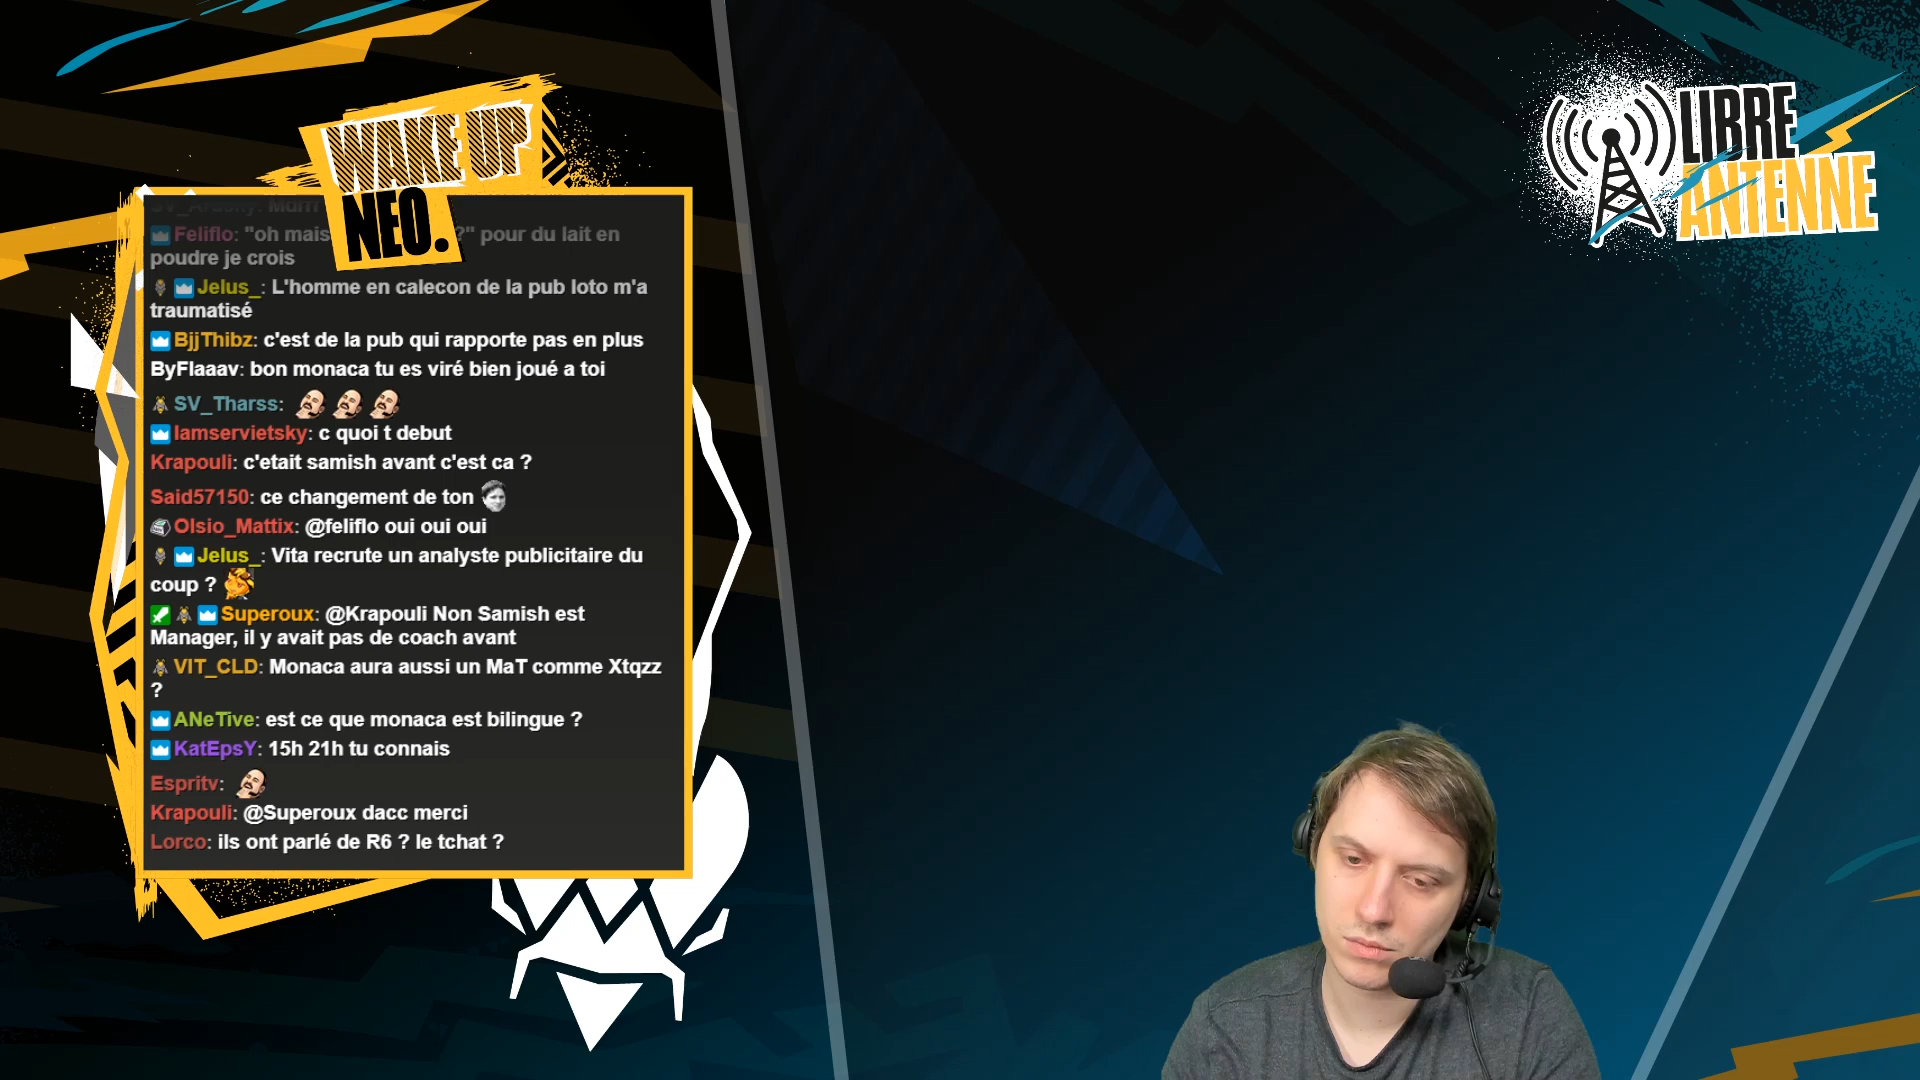 WAKE UP
NEO.
Feliflo: "oh mais ?" pour du lait en
poudre je crois
Jelus_: L'homme en calecon de la pub loto m'a
traumatisé
BjjThibz: c'est de la pub qui rapporte pas en plus
ByFlaaav: bon monaca tu es viré bien joué a toi
SV_Tharss:
Iamservietsky: c quoi t debut
Krapouli: c'etait samish avant c'est ca ?
Said57150: ce changement de ton
Olsio_Mattix: @feliflo oui oui oui
Jelus_: Vita recrute un analyste publicitaire du
coup ?
Superoux: @Krapouli Non Samish est
Manager, il y avait pas de coach avant
VIT_CLD: Monaca aura aussi un MaT comme Xtqzz
?
ANeTive: est ce que monaca est bilingue ?
KatEpsY: 15h 21h tu connais
Espritv:
Krapouli: @Superoux dacc merci
Lorco: ils ont parlé de R6 ? le tchat ?
LIBRE
ANTENNE